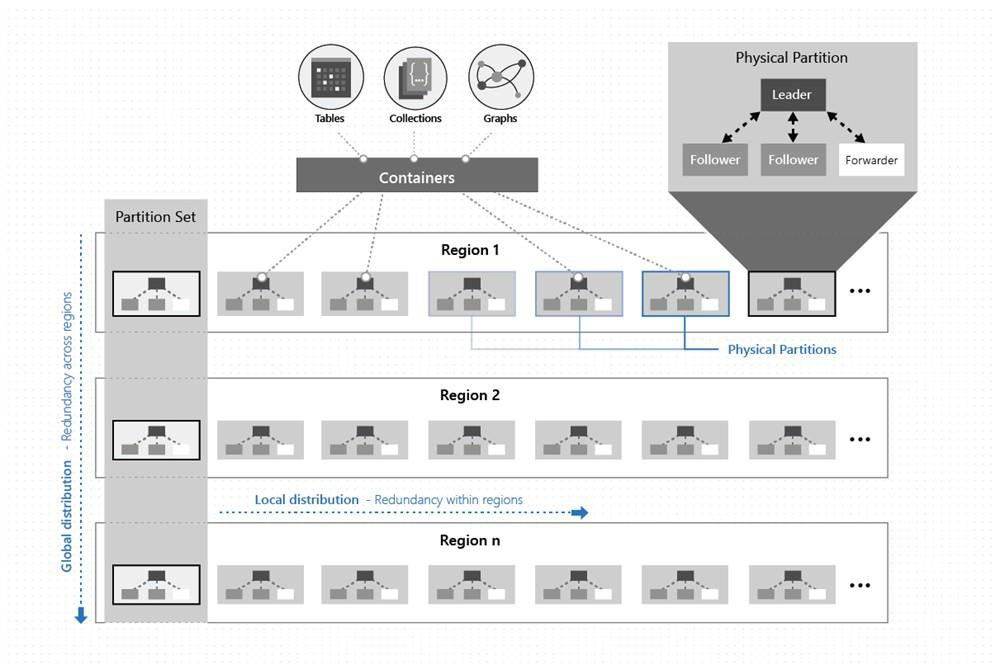 Physical Partition
Leader
Follower
Follower
Forwarder
{...}
Tables
Collections
Graphs
Containers
Partition Set
Region 1
...
Physical Partitions
Region 2
...
Local distribution - Redundancy within regions
Region n
...
Global distribution - Redundancy across regions